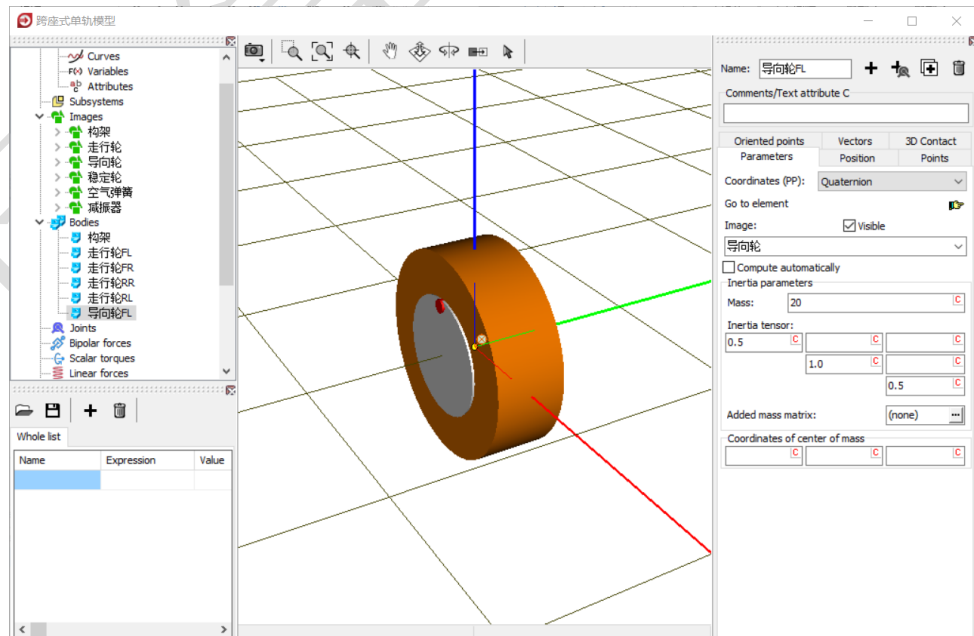 跨座式单轨模型
Curves
F(x) Variables
Attributes
Subsystems
Images
构架
走行轮
导向轮
稳定轮
空气弹簧
减振器
Bodies
构架
走行轮FL
走行轮FR
走行轮RR
走行轮RL
导向轮FL
Joints
Bipolar forces
Scalar torques
Linear forces
Whole list
Name Expression Value
Name: 导向轮FL
Comments/Text attribute C
Oriented points Vectors 3D Contact
Parameters Position Points
Coordinates (PP): Quaternion
Go to element
Image: Visible
导向轮
Compute automatically
Inertia parameters
Mass: 20 C
Inertia tensor:
0.5 C C C
1.0 C C
0.5 C
Added mass matrix: (none) ...
Coordinates of center of mass
C C C